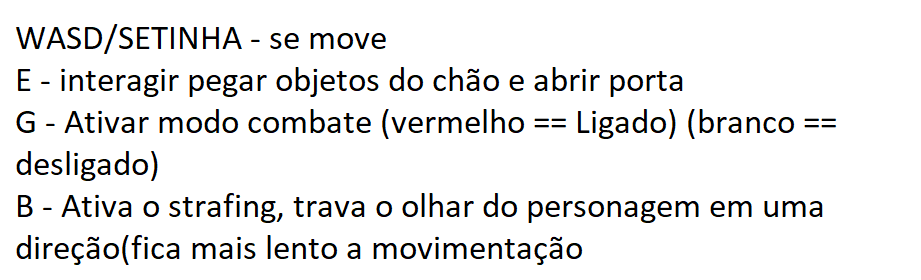 WASD/SETINHA - se move
E - interagir pegar objetos do chão e abrir porta
G - Ativar modo combate (vermelho == Ligado) (branco ==
desligado)
B - Ativa o strafing, trava o olhar do personagem em uma
direção(fica mais lento a movimentação